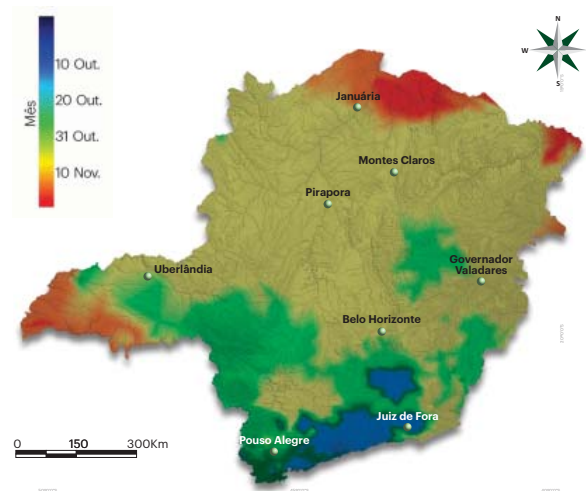 N
W
S
Mês
10 Out.
20 Out.
31 Out.
10 Nov.
Januária
Montes Claros
Pirapora
Uberlândia
Governador
Valadares
Belo Horizonte
Juiz de Fora
Pouso Alegre
0 150 300Km